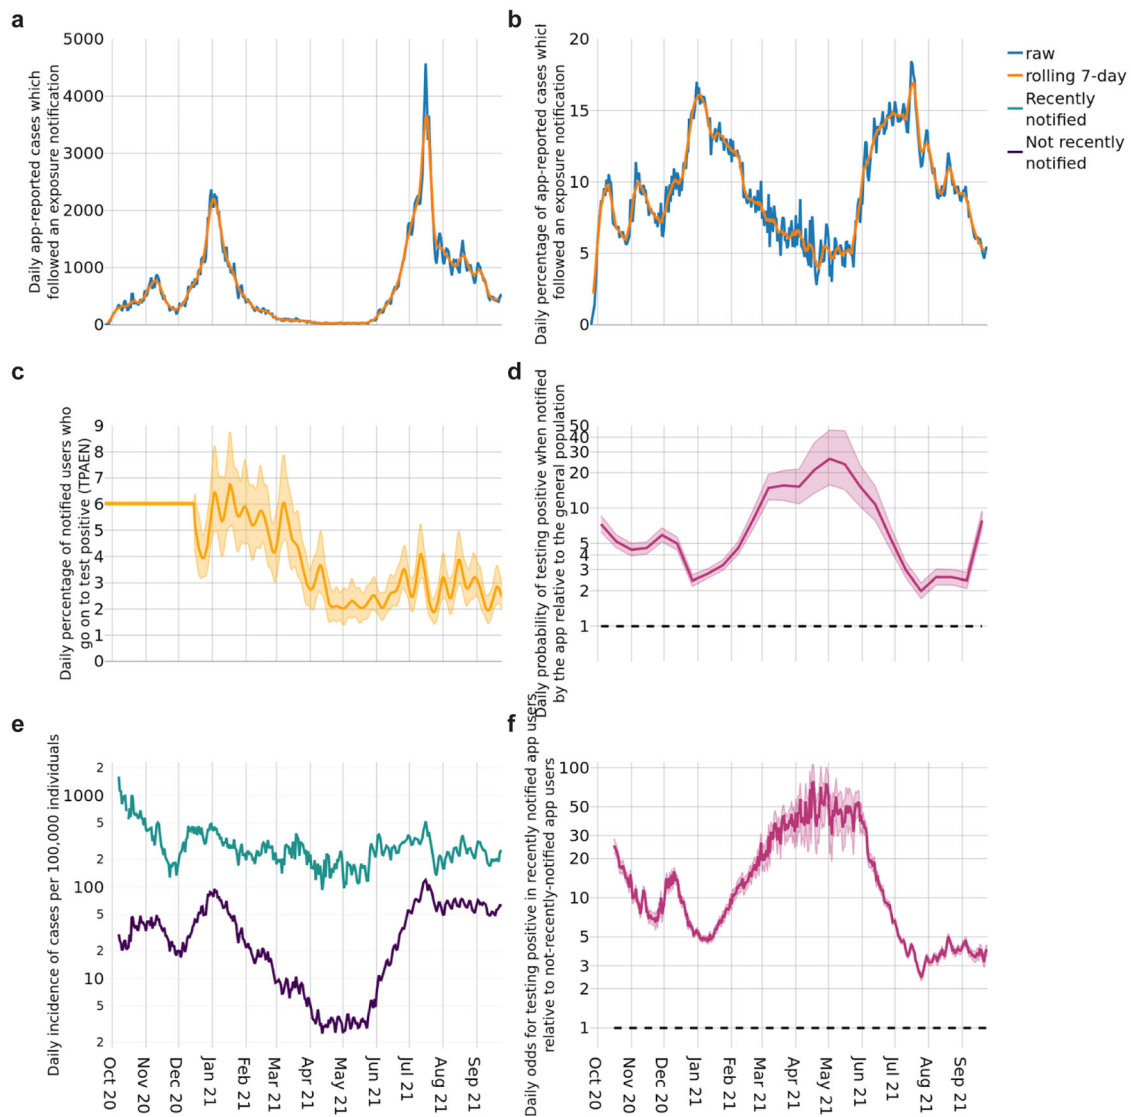 a
Daily app-reported cases which
followed an exposure notification
5000
4000
3000
2000
1000
0
b
Daily percentage of app-reported cases which
followed an exposure notification
20
15
10
5
0
raw
rolling 7-day
Recently
notified
Not recently
notified
c
Daily percentage of notified users who
go on to test positive (TPAEN)
9
8
7
6
5
4
3
2
1
0
d
Daily probability of testing positive when notified
by the app relative to the general population
50
40
30
20
10
5
4
3
2
1
e
Daily incidence of cases per 100,000 individuals
2
1000
5
2
100
5
2
10
5
2
Oct 20
Nov 20
Dec 20
Jan 21
Feb 21
Mar 21
Apr 21
May 21
Jun 21
Jul 21
Aug 21
Sep 21
f
Daily odds for testing positive in recently notified app users
relative to not-recently-notified app users
100
50
30
20
10
5
3
2
1
Oct 20
Nov 20
Dec 20
Jan 21
Feb 21
Mar 21
Apr 21
May 21
Jun 21
Jul 21
Aug 21
Sep 21